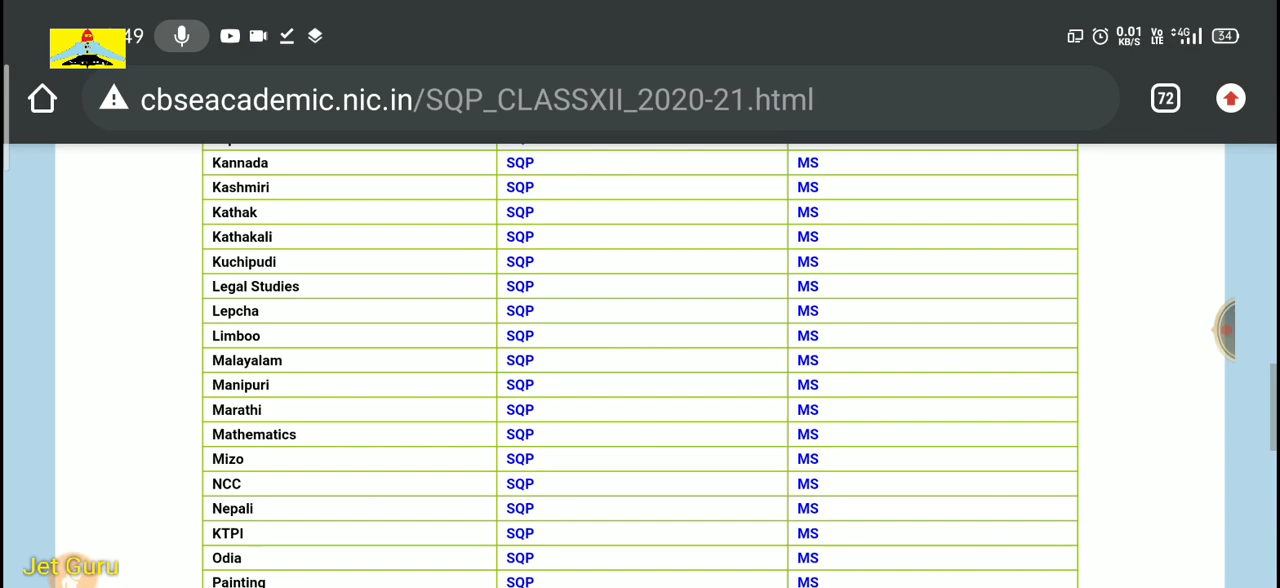 49
0.01 KB/S Vo LTE 4G 34
cbseacademic.nic.in/SQP_CLASSXII_2020-21.html 72
Kannada SQP MS
Kashmiri SQP MS
Kathak SQP MS
Kathakali SQP MS
Kuchipudi SQP MS
Legal Studies SQP MS
Lepcha SQP MS
Limboo SQP MS
Malayalam SQP MS
Manipuri SQP MS
Marathi SQP MS
Mathematics SQP MS
Mizo SQP MS
NCC SQP MS
Nepali SQP MS
KTPI SQP MS
Odia SQP MS
Painting SQP MS
Jet Guru